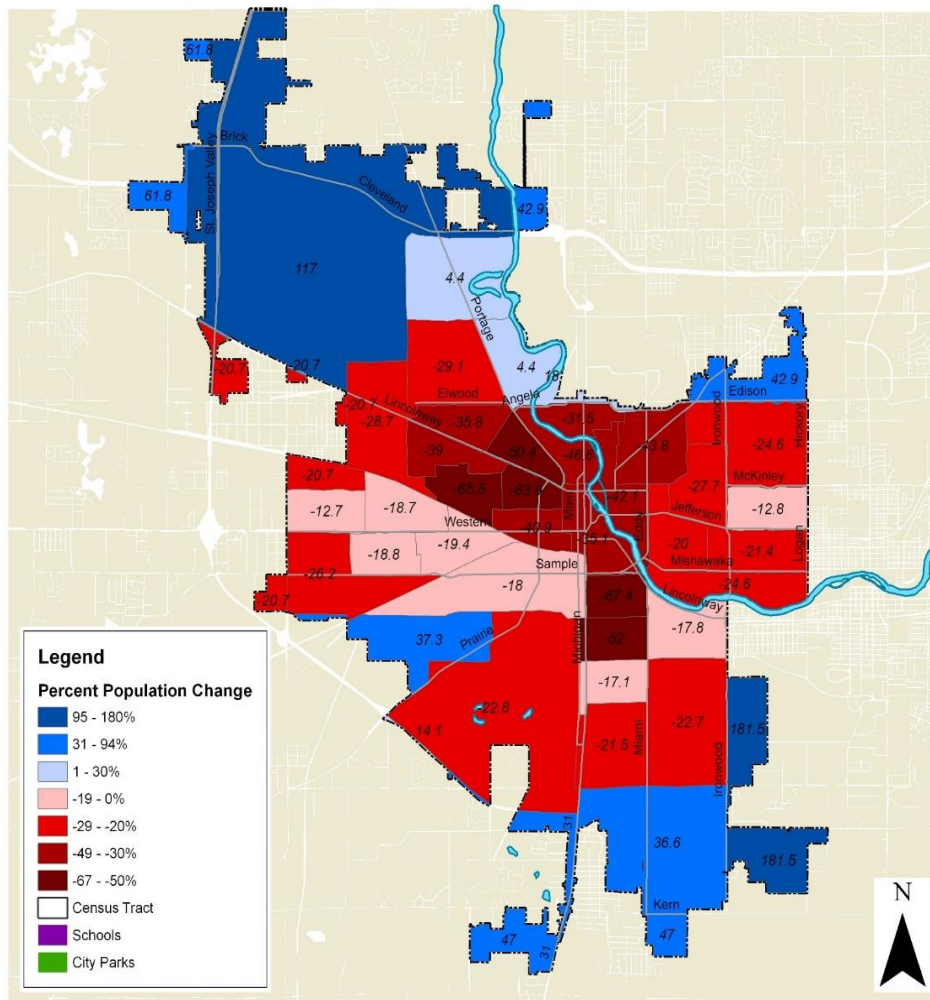 61.8
Brick
St. Joseph Valley
Cleveland
61.8
42.9
117
4.4
Portage
-20.7
-20.7
-29.1
4.4
18
42.9
Elwood
Angela
Edison
-20.7
Lincolnway
-28.7
-35.8
-31.5
Ironwood
Hickory
-39
50.4
-46.6
-43.8
-24.6
McKinley
-20.7
-65.5
-63.6
Main
-42.1
-27.7
-12.7
-18.7
Western
-40.9
Eddy
Jefferson
-12.8
-18.8
-19.4
-20
-21.4
Logan
Mishawaka
Sample
-26.2
-24.6
-20.7
-18
-67.4
Lincolnway
-17.8
37.3
Prairie
Michigan
-52
-17.1
-22.8
14.1
-21.5
Miami
-22.7
Ironwood
181.5
31
36.6
181.5
Kern
47
31
47
N
Legend
Percent Population Change
95 - 180%
31 - 94%
1 - 30%
-19 - 0%
-29 - -20%
-49 - -30%
-67 - -50%
Census Tract
Schools
City Parks